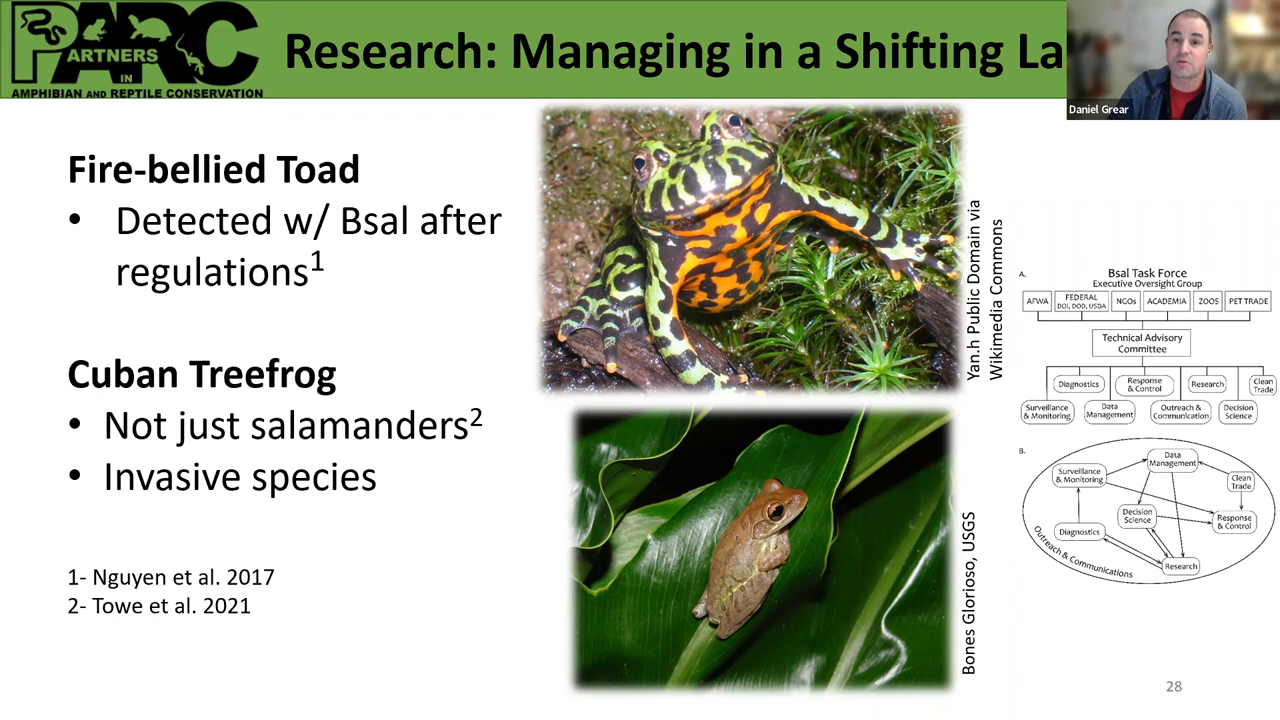 PARC
PARTNERS
IN
AMPHIBIAN AND REPTILE CONSERVATION
Research: Managing in a Shifting La
Daniel Grear
Fire-bellied Toad
• Detected w/ Bsal after
regulations1
Cuban Treefrog
• Not just salamanders2
• Invasive species
1- Nguyen et al. 2017
2- Towe et al. 2021
Yan.h Public Domain via
Wikimedia Commons
Bones Glorioso, USGS
A.
Bsal Task Force
Executive Oversight Group
AFWA
FEDERAL
DOI, DOD, USDA
NGOs
ACADEMIA
ZOOS
PET TRADE
Technical Advisory
Committee
Diagnostics
Response
& Control
Research
Clean
Trade
Surveillance
& Monitoring
Data
Management
Outreach &
Communication
Decision
Science
B.
Surveillance
& Monitoring
Data
Management
Clean
Trade
Decision
Science
Response
& Control
Diagnostics
Research
Outreach & Communications
28